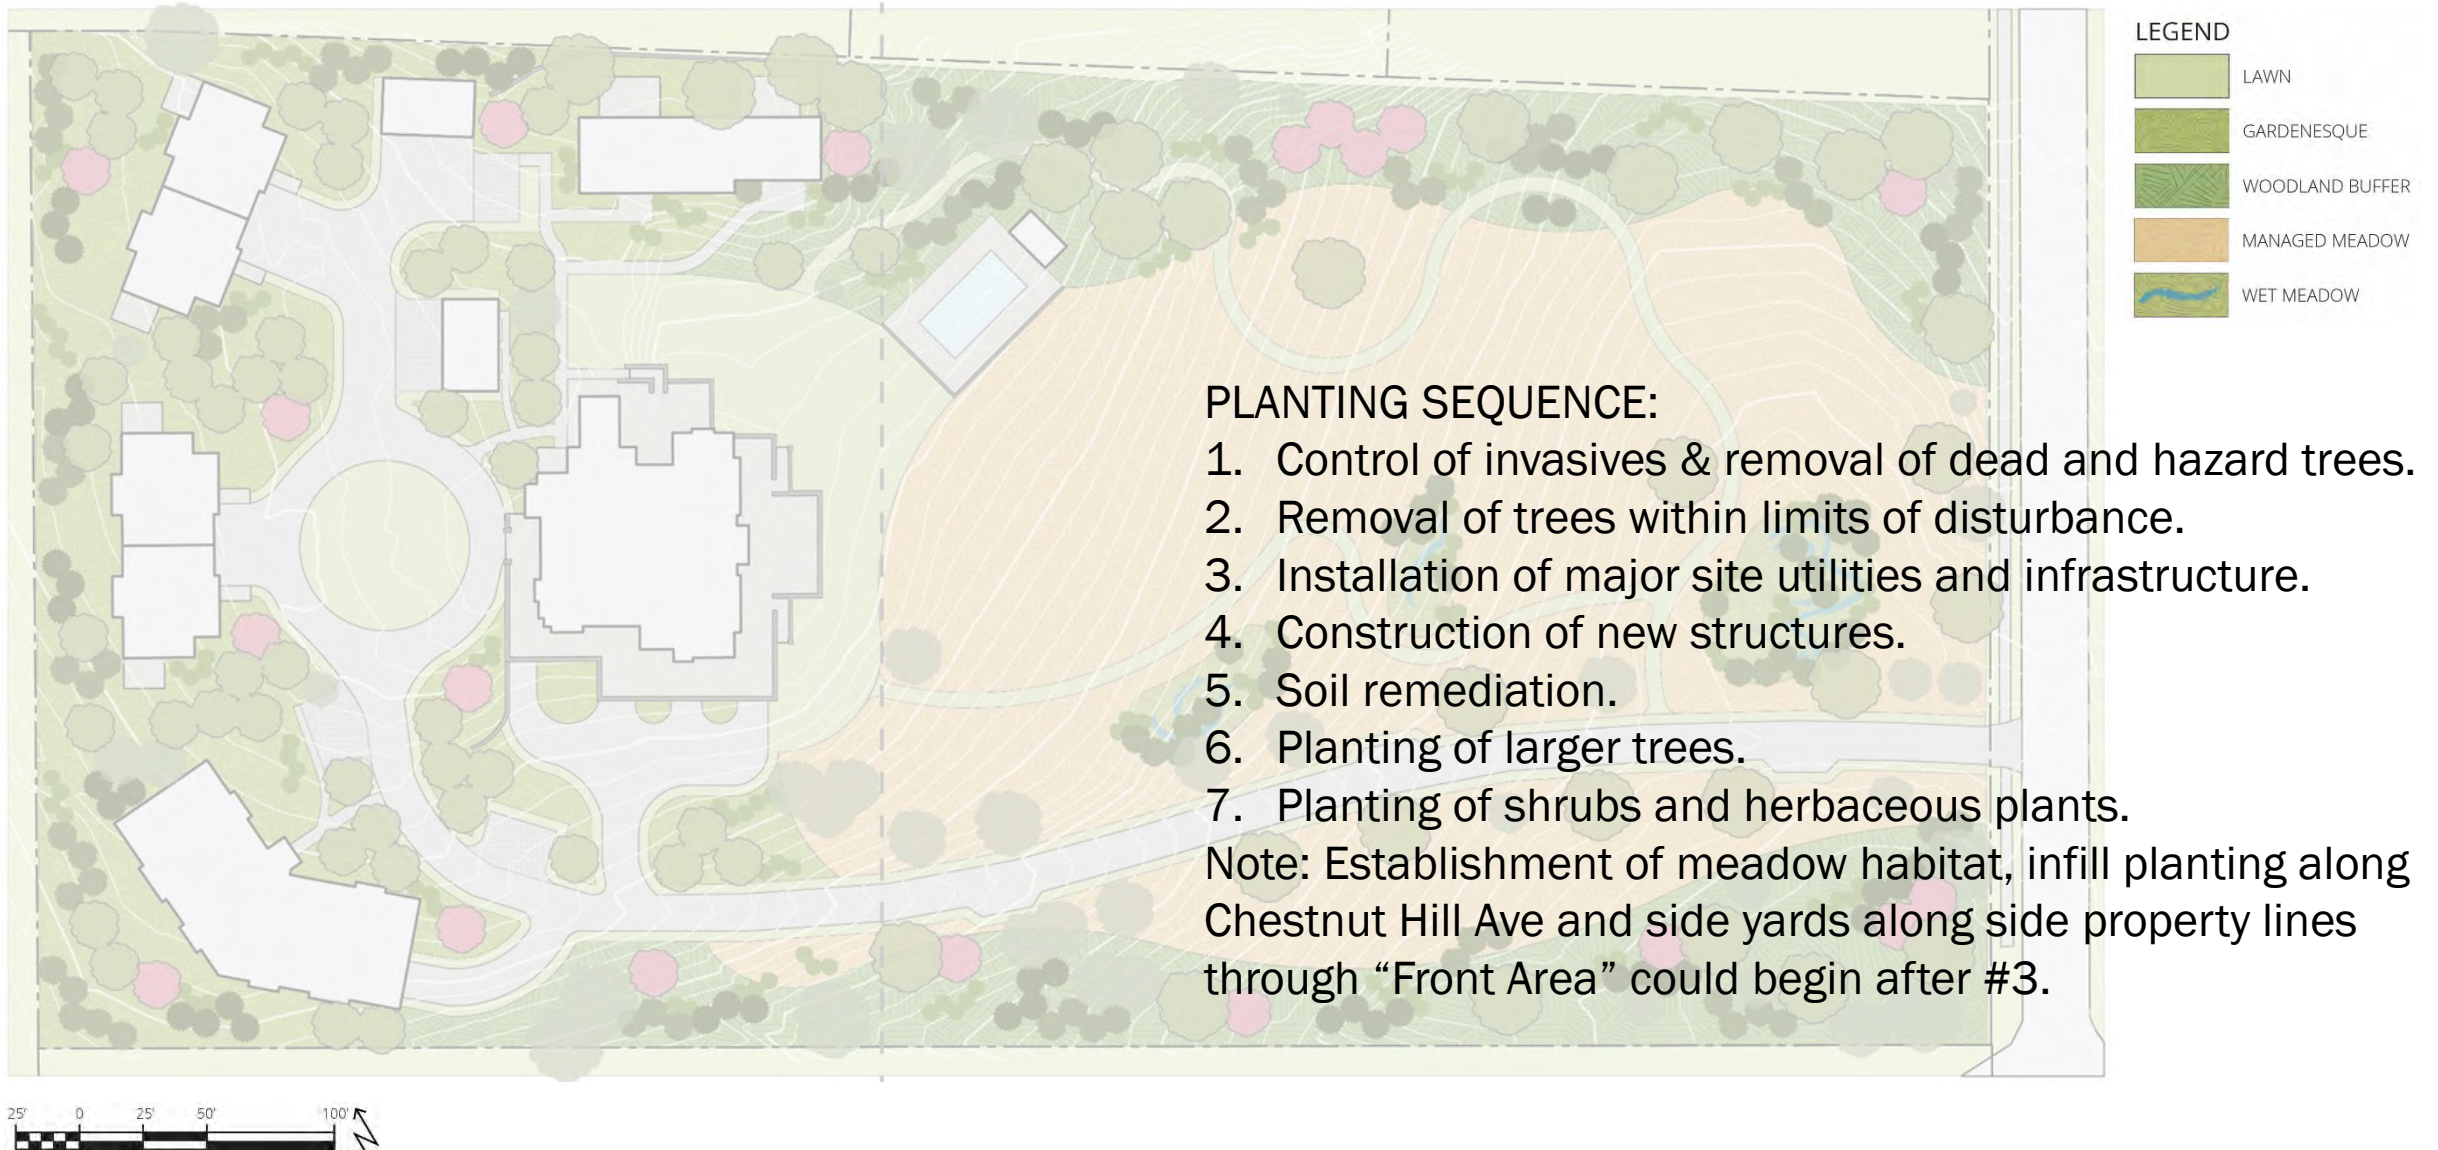 LEGEND
LAWN
GARDENESQUE
WOODLAND BUFFER
MANAGED MEADOW
WET MEADOW
PLANTING SEQUENCE:
1. Control of invasives & removal of dead and hazard trees.
2. Removal of trees within limits of disturbance.
3. Installation of major site utilities and infrastructure.
4. Construction of new structures.
5. Soil remediation.
6. Planting of larger trees.
7. Planting of shrubs and herbaceous plants.
Note: Establishment of meadow habitat, infill planting along
Chestnut Hill Ave and side yards along side property lines
through “Front Area” could begin after #3.
25' 0 25' 50' 100'
N